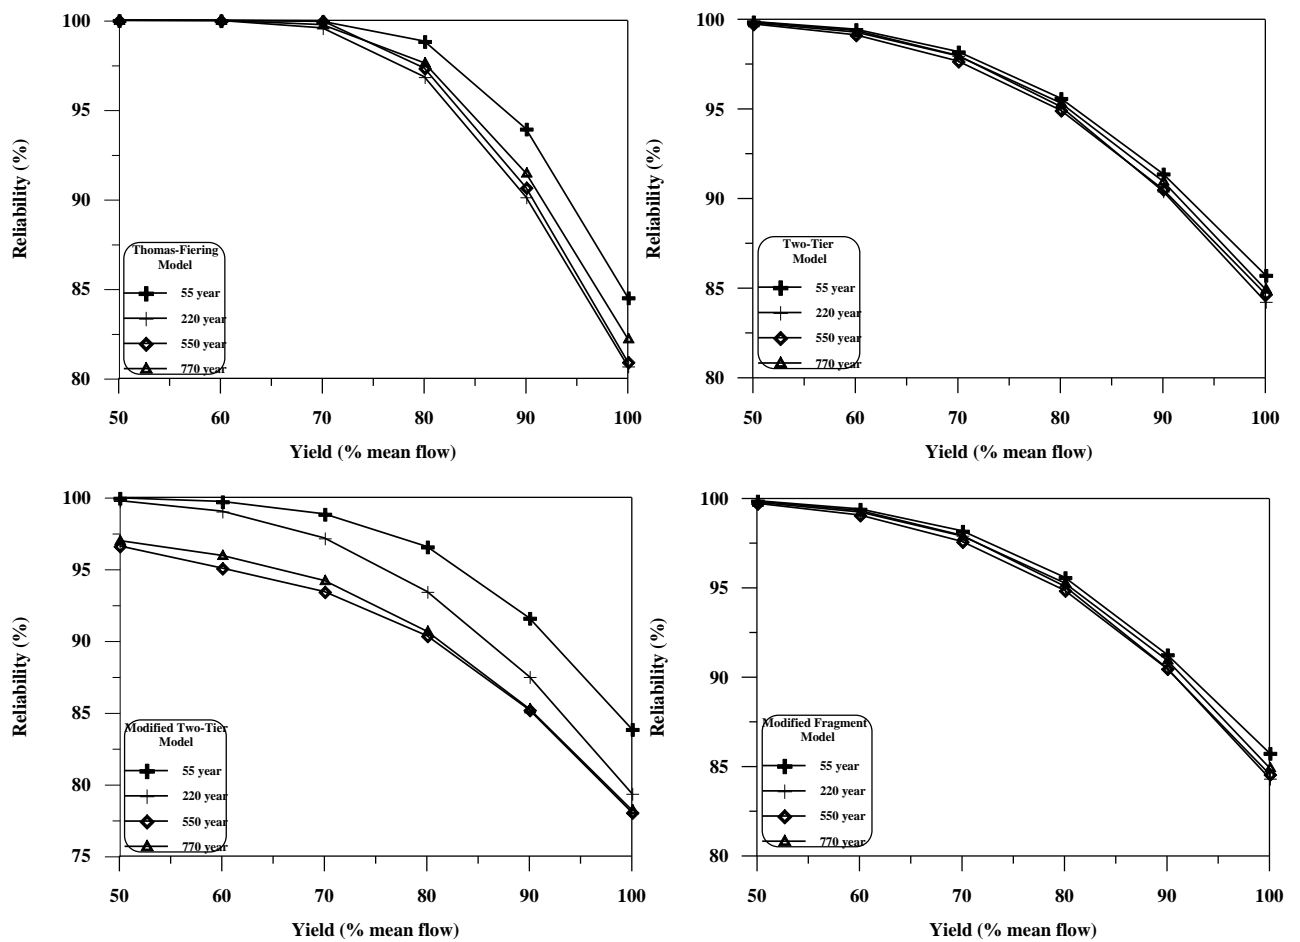 100
95
90
85
80
Reliability (%)
Thomas-Fiering
Model
55 year
220 year
550 year
770 year
50 60 70 80 90 100
Yield (% mean flow)
100
95
90
85
80
Reliability (%)
Two-Tier
Model
55 year
220 year
550 year
770 year
50 60 70 80 90 100
Yield (% mean flow)
100
95
90
85
80
75
Reliability (%)
Modified Two-Tier
Model
55 year
220 year
550 year
770 year
50 60 70 80 90 100
Yield (% mean flow)
100
95
90
85
80
Reliability (%)
Modified Fragment
Model
55 year
220 year
550 year
770 year
50 60 70 80 90 100
Yield (% mean flow)